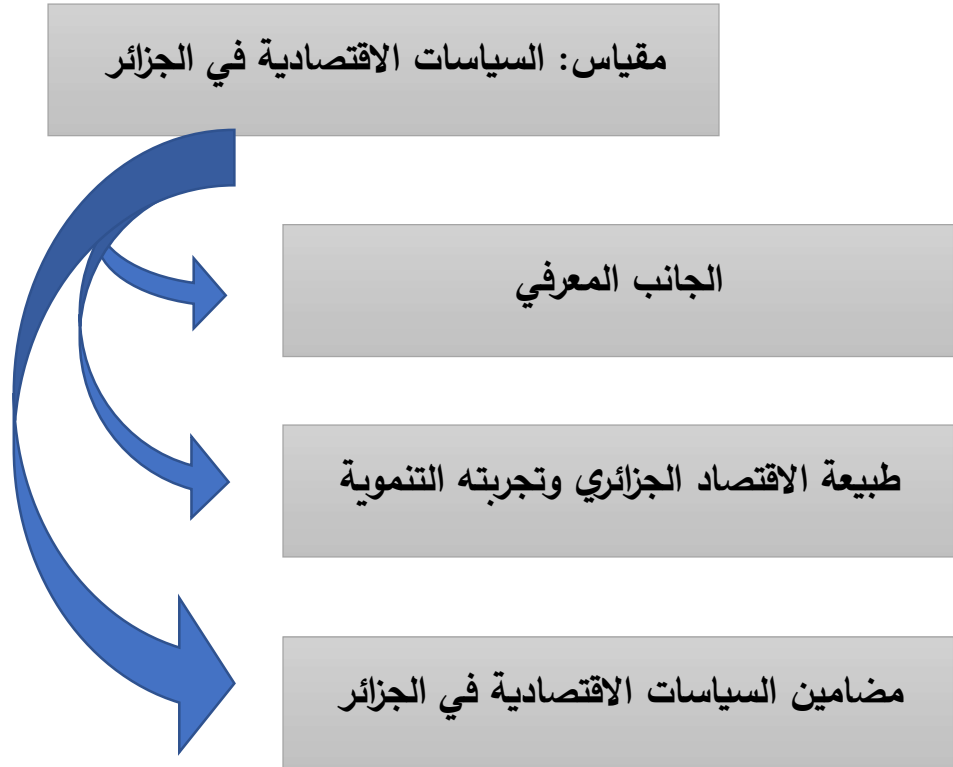 مقياس: السياسات الاقتصادية في الجزائر
الجانب المعرفي
طبيعة الاقتصاد الجزائري وتجربته التنموية
مضامين السياسات الاقتصادية في الجزائر